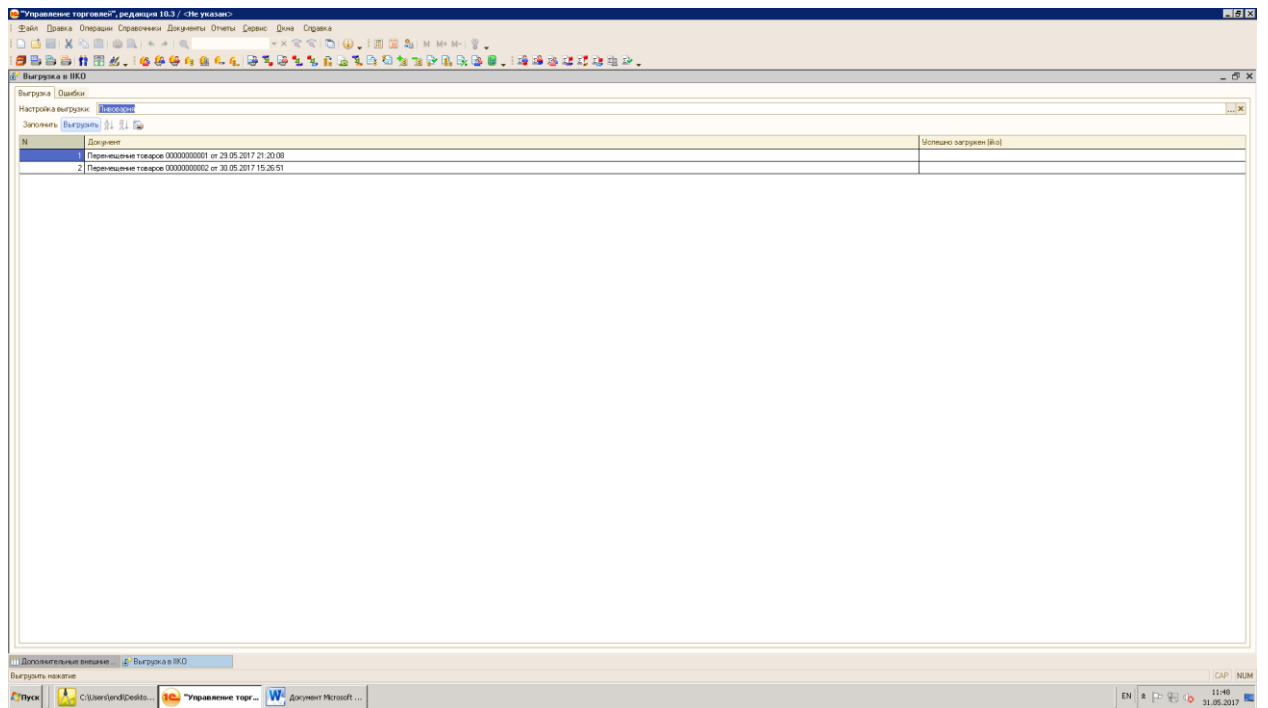 "Управление торговлей", редакция 10.3 / <Не указан>
Файл Правка Операции Справочники Документы Отчеты Сервис Окна Справка
M M+ M-
Выгрузка в IIKO
Выгрузка Ошибки
Настройка выгрузки: Пивоварня ... ×
Заполнить Выгрузить
N Документ Успешно загружен (iiko)
1 Перемещение товаров 00000000001 от 29.05.2017 21:20:08
2 Перемещение товаров 00000000002 от 30.05.2017 15:26:51
Дополнительные внешние ... Выгрузка в IIKO
Выгрузить нажатие CAP NUM
Пуск C:\Users\endi\Deskto... "Управление торг... Документ Microsoft ... EN 11:48
31.05.2017